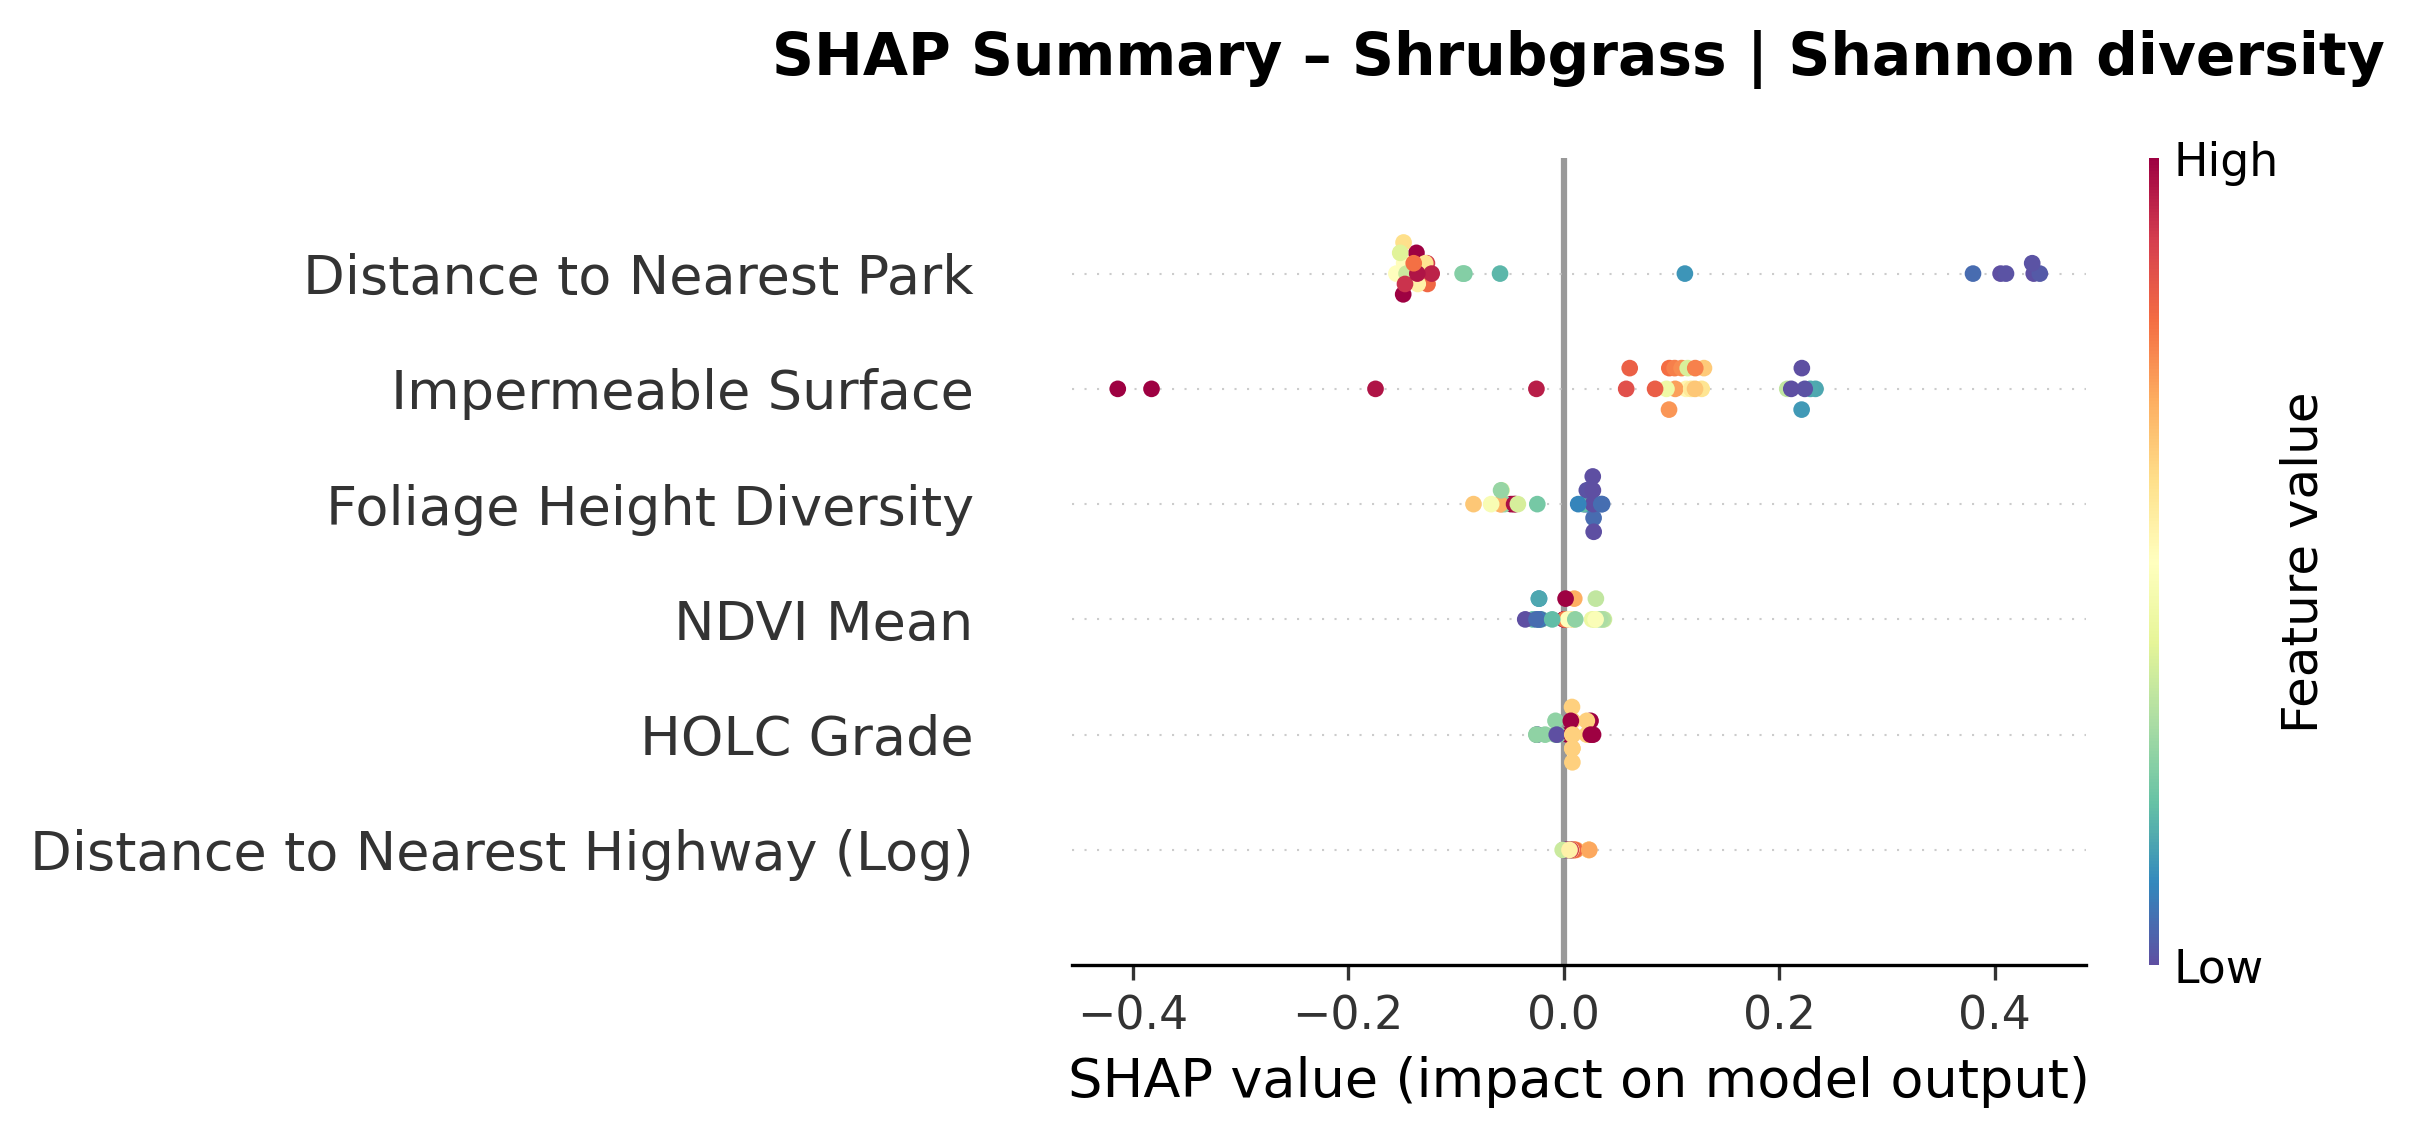 SHAP Summary – Shrubgrass | Shannon diversity
High
Distance to Nearest Park
Impermeable Surface
Foliage Height Diversity
NDVI Mean
HOLC Grade
Distance to Nearest Highway (Log)
Feature value
Low
−0.4 −0.2 0.0 0.2 0.4
SHAP value (impact on model output)